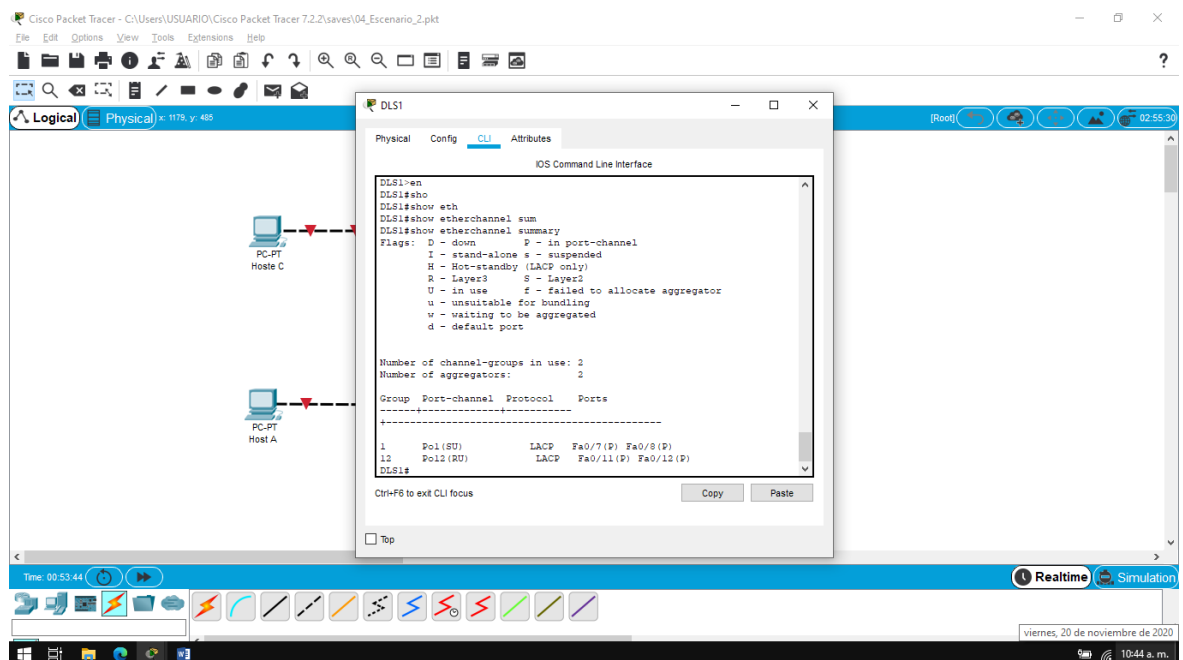 Cisco Packet Tracer - C:\Users\USUARIO\Cisco Packet Tracer 7.2.2\saves\04_Escenario_2.pkt
File Edit Options View Tools Extensions Help
?
Logical Physical x: 1179, y: 485
[Root] 02:55:30
PC-PT
Hoste C
PC-PT
Host A
DLS1
Physical Config CLI Attributes
IOS Command Line Interface
DLS1>en
DLS1#sho
DLS1#show eth
DLS1#show etherchannel sum
DLS1#show etherchannel summary
Flags: D - down P - in port-channel
I - stand-alone s - suspended
H - Hot-standby (LACP only)
R - Layer3 S - Layer2
U - in use f - failed to allocate aggregator
u - unsuitable for bundling
w - waiting to be aggregated
d - default port
Number of channel-groups in use: 2
Number of aggregators: 2
Group Port-channel Protocol Ports
------+-------------+-----------
+----------------------------------------------
1 Po1(SU) LACP Fa0/7(P) Fa0/8(P)
12 Po12(RU) LACP Fa0/11(P) Fa0/12(P)
DLS1#
Ctrl+F6 to exit CLI focus
Copy Paste
Top
Time: 00:53:44
Realtime Simulation
viernes, 20 de noviembre de 2020
10:44 a. m.